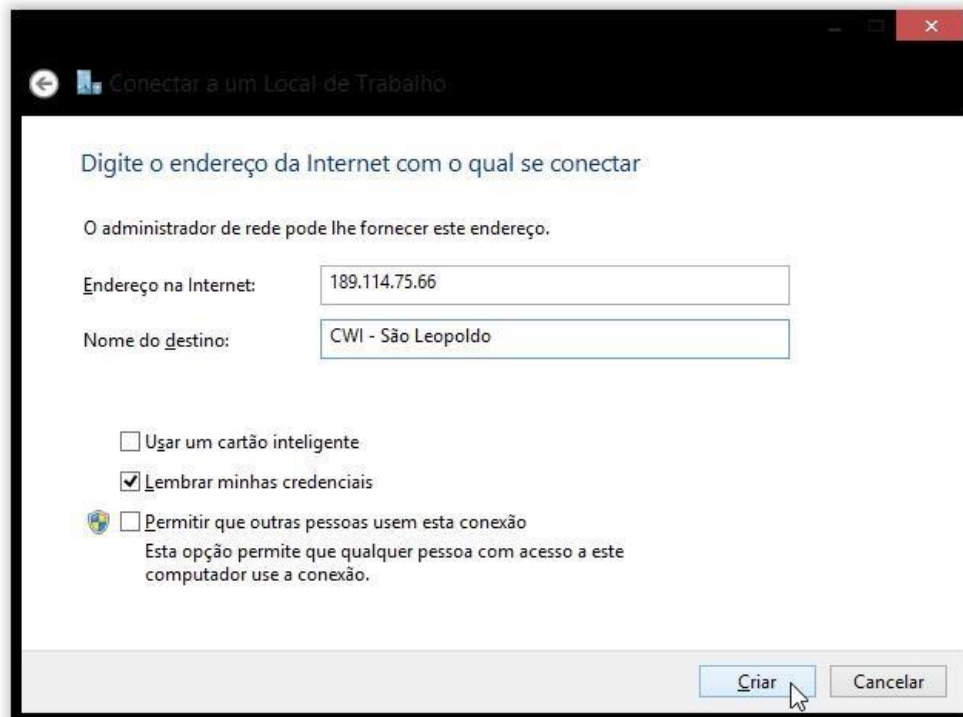 Conectar a um Local de Trabalho
Digite o endereço da Internet com o qual se conectar
O administrador de rede pode lhe fornecer este endereço.
Endereço na Internet:
189.114.75.66
Nome do destino:
CWI - São Leopoldo
Usar um cartão inteligente
Lembrar minhas credenciais
Permitir que outras pessoas usem esta conexão
Esta opção permite que qualquer pessoa com acesso a este
computador use a conexão.
Criar
Cancelar